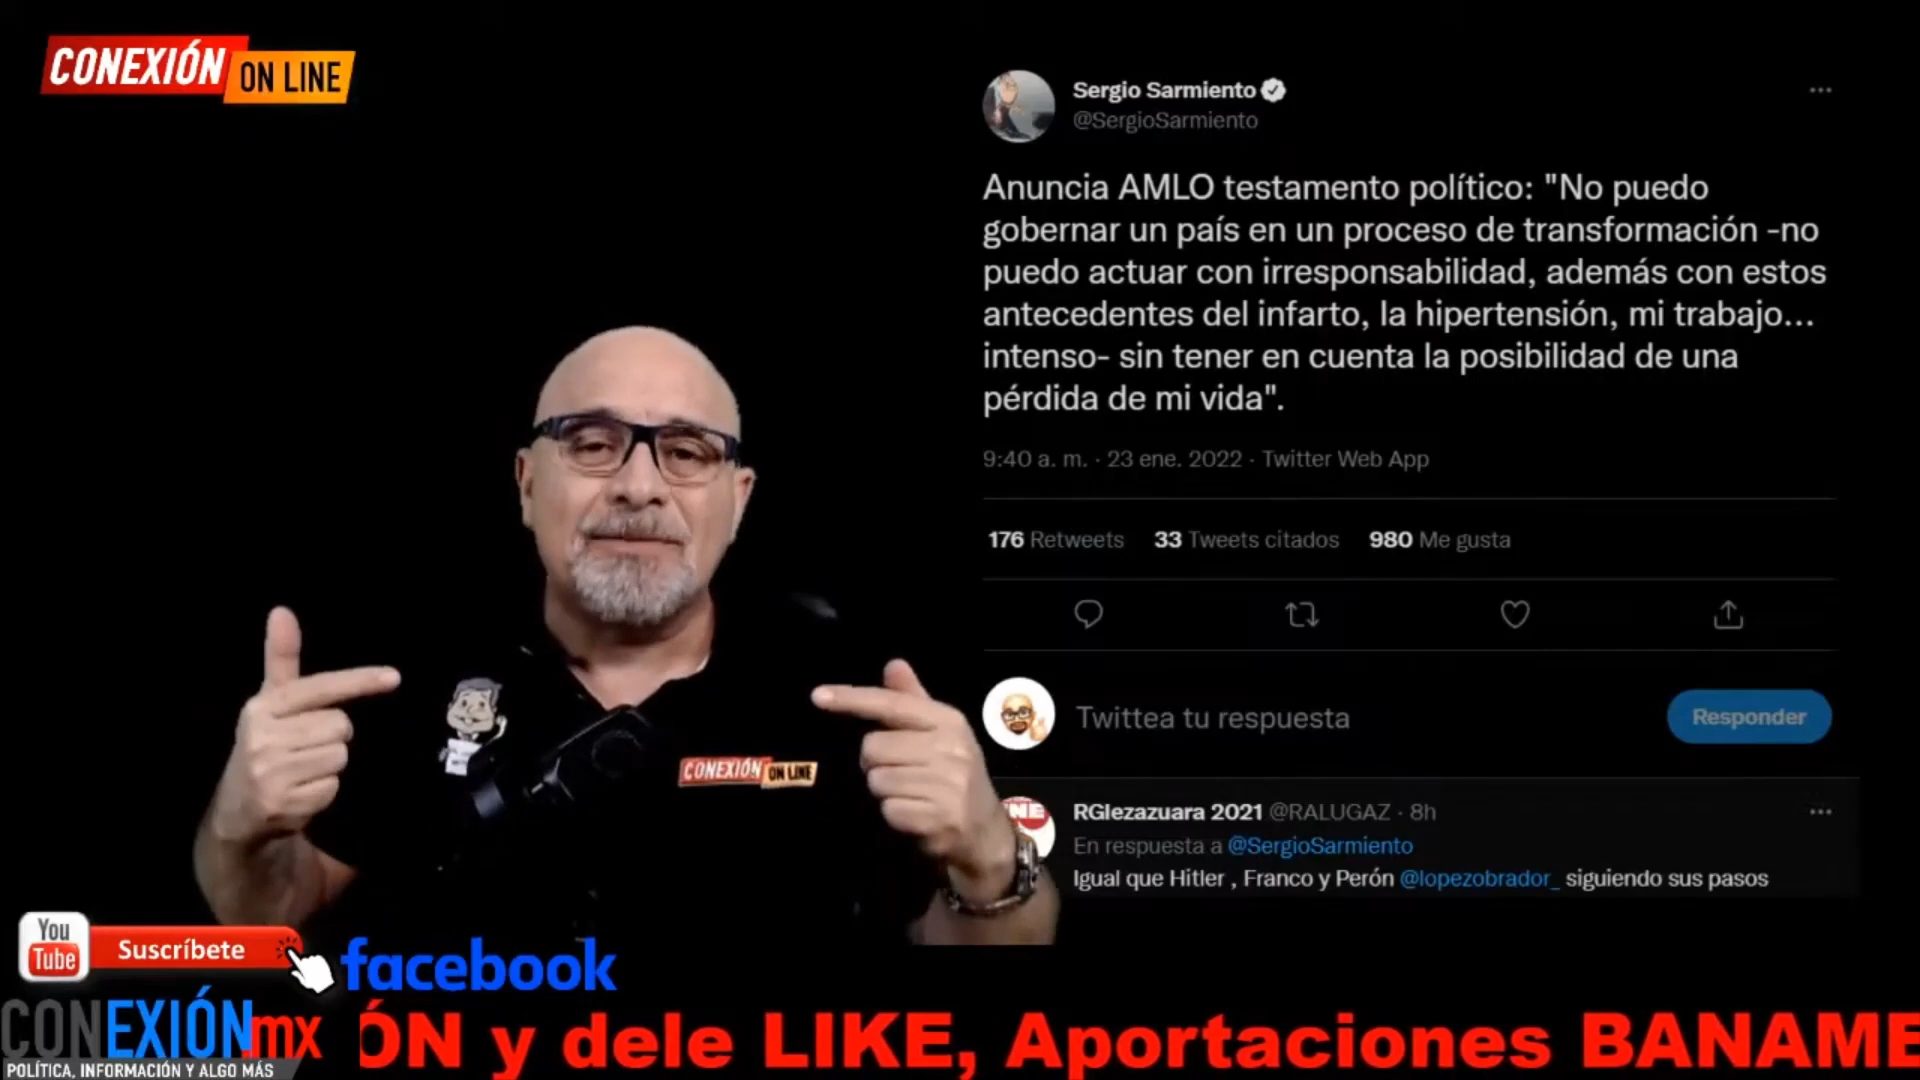 CONEXIÓN ON LINE
Sergio Sarmiento
@SergioSarmiento
Anuncia AMLO testamento político: "No puedo
gobernar un país en un proceso de transformación -no
puedo actuar con irresponsabilidad, además con estos
antecedentes del infarto, la hipertensión, mi trabajo...
intenso- sin tener en cuenta la posibilidad de una
pérdida de mi vida".
9:40 a. m. · 23 ene. 2022 · Twitter Web App
176 Retweets 33 Tweets citados 980 Me gusta
Twittea tu respuesta
Responder
RGlezazuara 2021 @RALUGAZ · 8h
En respuesta a @SergioSarmiento
Igual que Hitler , Franco y Perón @lopezobrador_ siguiendo sus pasos
CONEXIÓN ON LINE
You
Tube
Suscríbete
facebook
CONEXIÓN mx
POLÍTICA, INFORMACIÓN Y ALGO MÁS
ÓN y dele LIKE, Aportaciones BANAME